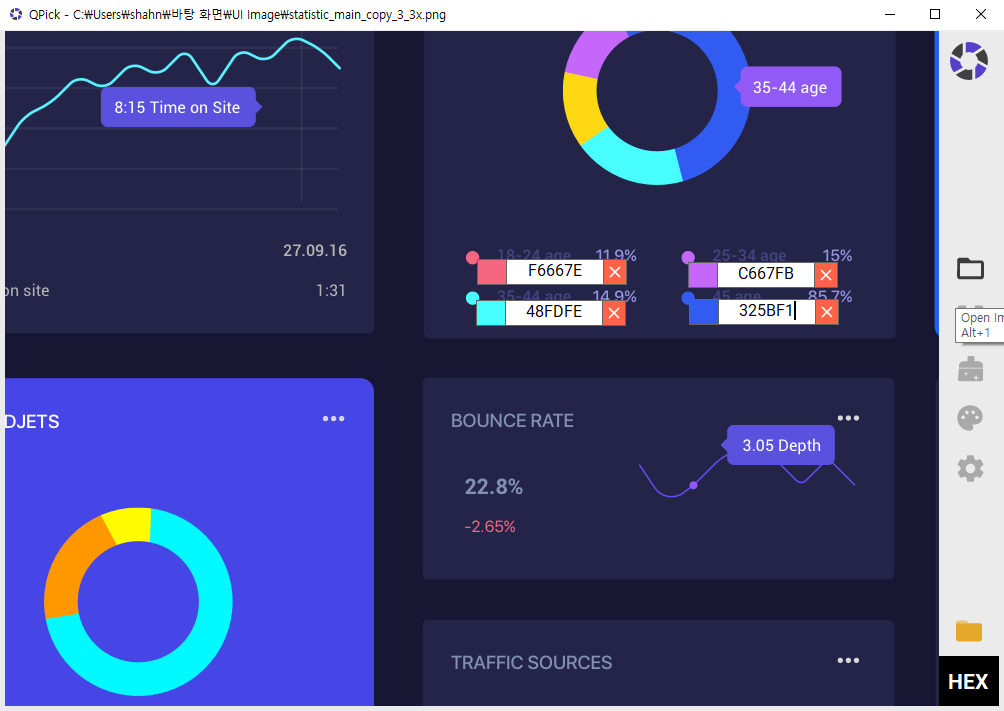 QPick - C:₩Users₩shahn₩바탕 화면₩UI Image₩statistic_main_copy_3_3x.png
8:15 Time on Site
27.09.16
on site 1:31
35-44 age
18-24 age 11.9%
25-34 age 15%
F6667E
C667FB
35-44 age 14.9%
45 age 85.7%
48FDFE
325BF1
Open Im
Alt+1
DJETS
BOUNCE RATE
3.05 Depth
22.8%
-2.65%
TRAFFIC SOURCES
HEX